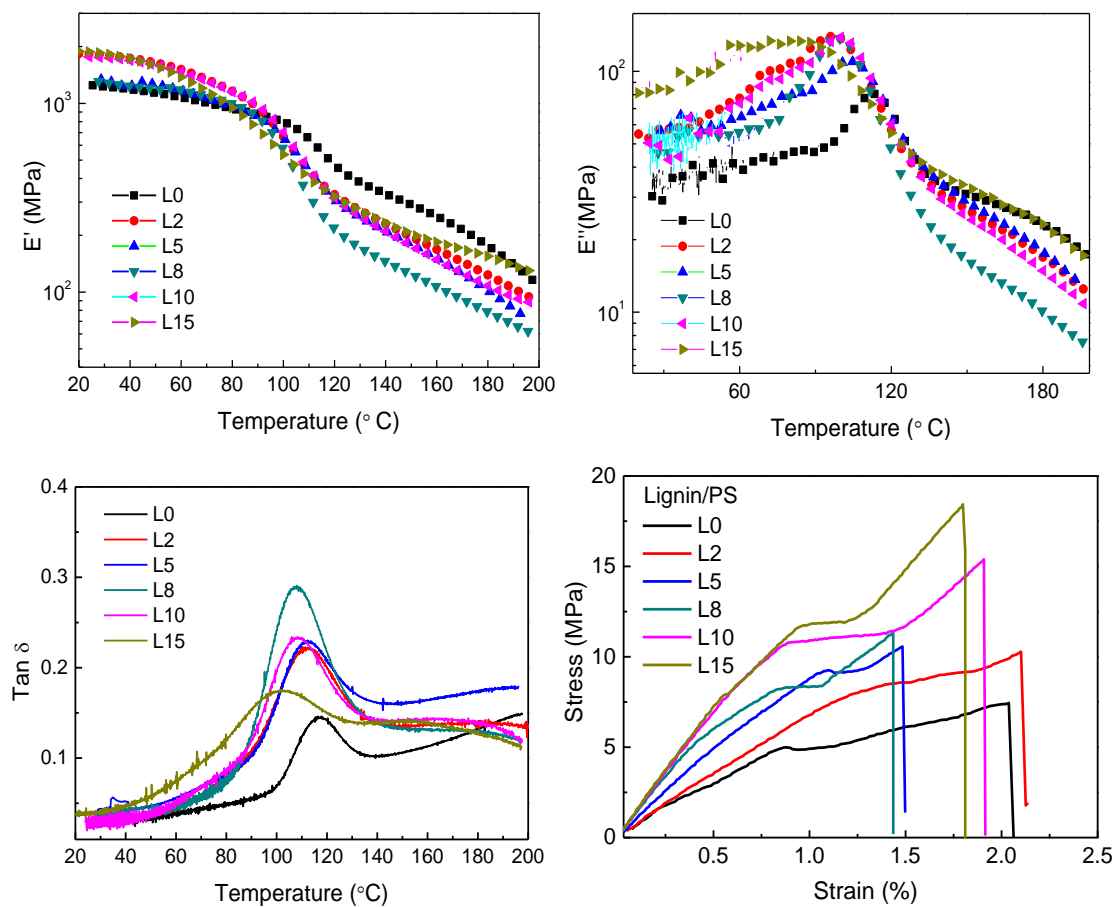 E' (MPa)
10³
10²
L0
L2
L5
L8
L10
L15
20 40 60 80 100 120 140 160 180 200
Temperature (° C)
E''(MPa)
10²
10¹
L0
L2
L5
L8
L10
L15
60 120 180
Temperature (° C)
Tan δ
0.4
0.3
0.2
0.1
L0
L2
L5
L8
L10
L15
20 40 60 80 100 120 140 160 180 200
Temperature (°C)
Stress (MPa)
20
15
10
5
0
Lignin/PS
L0
L2
L5
L8
L10
L15
0.5 1.0 1.5 2.0 2.5
Strain (%)